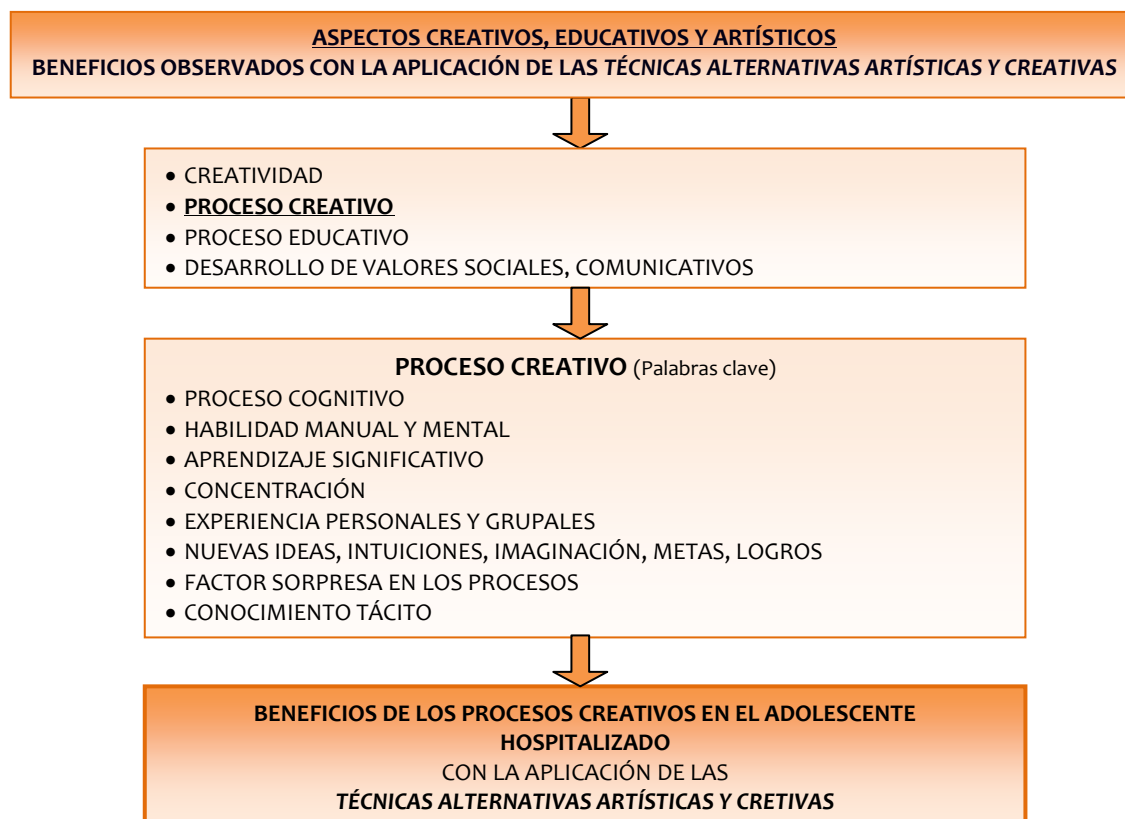 ASPECTOS CREATIVOS, EDUCATIVOS Y ARTÍSTICOS
BENEFICIOS OBSERVADOS CON LA APLICACIÓN DE LAS TÉCNICAS ALTERNATIVAS ARTÍSTICAS Y CREATIVAS
• CREATIVIDAD
• PROCESO CREATIVO
• PROCESO EDUCATIVO
• DESARROLLO DE VALORES SOCIALES, COMUNICATIVOS
PROCESO CREATIVO (Palabras clave)
• PROCESO COGNITIVO
• HABILIDAD MANUAL Y MENTAL
• APRENDIZAJE SIGNIFICATIVO
• CONCENTRACIÓN
• EXPERIENCIA PERSONALES Y GRUPALES
• NUEVAS IDEAS, INTUICIONES, IMAGINACIÓN, METAS, LOGROS
• FACTOR SORPRESA EN LOS PROCESOS
• CONOCIMIENTO TÁCITO
BENEFICIOS DE LOS PROCESOS CREATIVOS EN EL ADOLESCENTE
HOSPITALIZADO
CON LA APLICACIÓN DE LAS
TÉCNICAS ALTERNATIVAS ARTÍSTICAS Y CRETIVAS